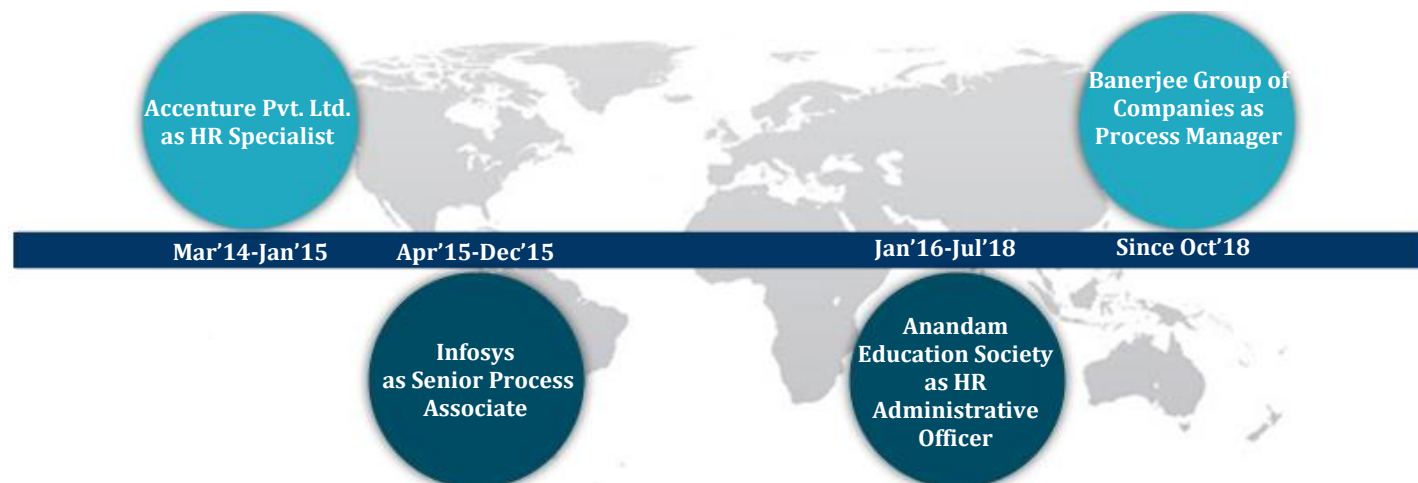 Accenture Pvt. Ltd.
as HR Specialist
Banerjee Group of
Companies as
Process Manager
Mar’14-Jan’15
Apr’15-Dec’15
Jan’16-Jul’18
Since Oct’18
Infosys
as Senior Process
Associate
Anandam
Education Society
as HR
Administrative
Officer